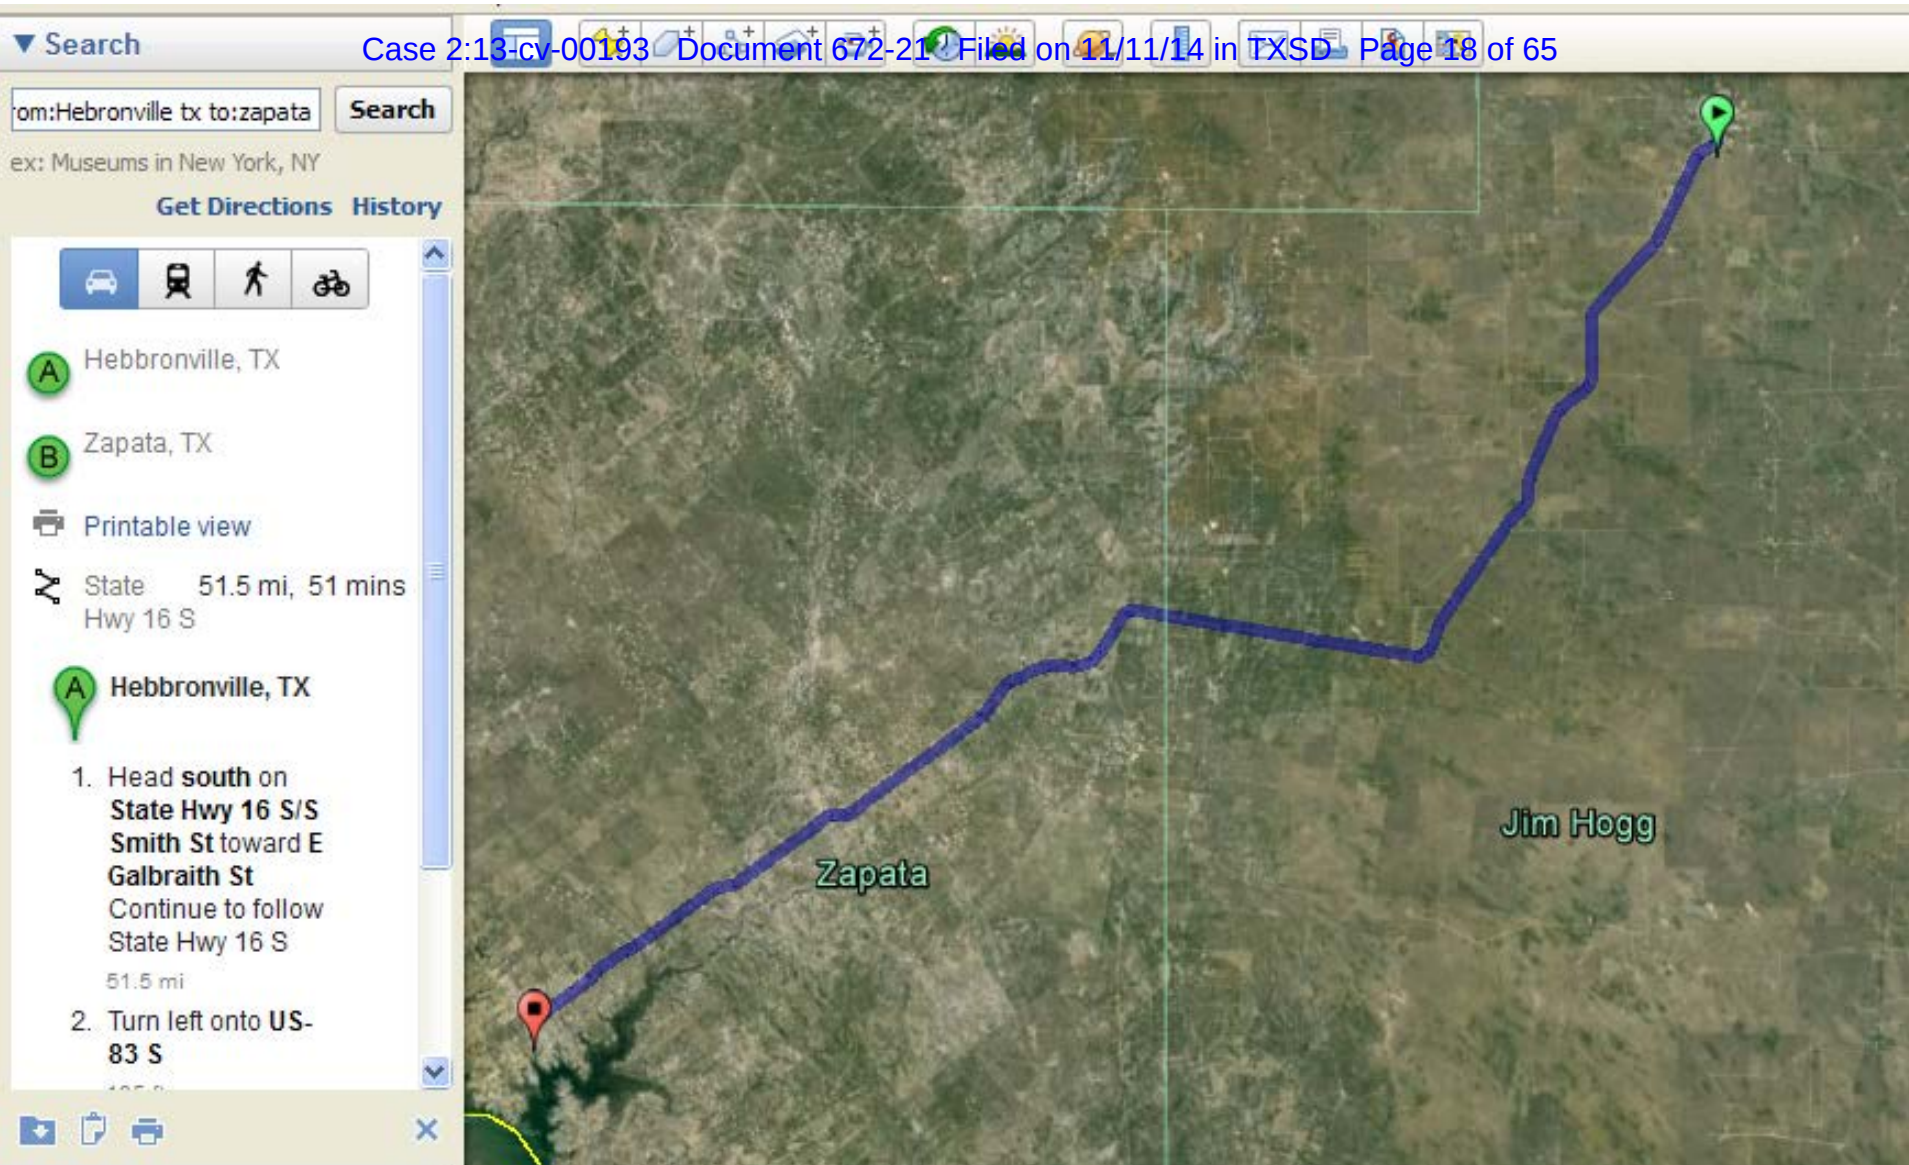 Case 2:13-cv-00193 Document 672-21 Filed on 11/11/14 in TXSD Page 18 of 65
Search
rom:Hebronville tx to:zapata
Search
ex: Museums in New York, NY
Get Directions History
A Hebbronville, TX
B Zapata, TX
Printable view
State 51.5 mi, 51 mins
Hwy 16 S
A Hebbronville, TX
1. Head south on
State Hwy 16 S/S
Smith St toward E
Galbraith St
Continue to follow
State Hwy 16 S
51.5 mi
2. Turn left onto US-
83 S
Zapata
Jim Hogg